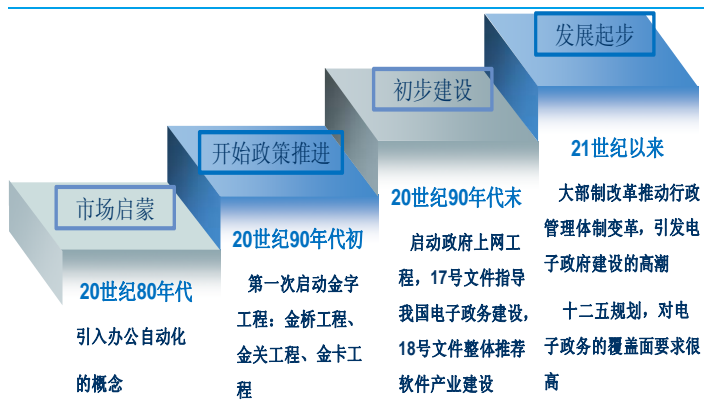 市场启蒙
20世纪80年代
引入办公自动化
的概念
开始政策推进
20世纪90年代初
第一次启动金字
工程：金桥工程、
金关工程、金卡工
程
初步建设
20世纪90年代末
启动政府上网工
程，17号文件指导
我国电子政务建设，
18号文件整体推荐
软件产业建设
发展起步
21世纪以来
大部制改革推动行政
管理体制变革，引发电
子政府建设的高潮
十二五规划，对电
子政务的覆盖面要求很
高